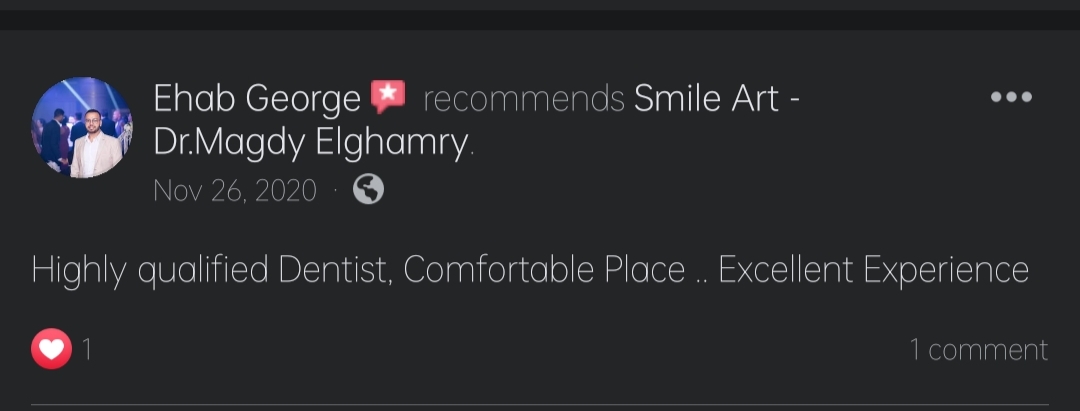 Ehab George recommends Smile Art -
Dr.Magdy Elghamry.
Nov 26, 2020 ·
Highly qualified Dentist, Comfortable Place .. Excellent Experience
1
1 comment